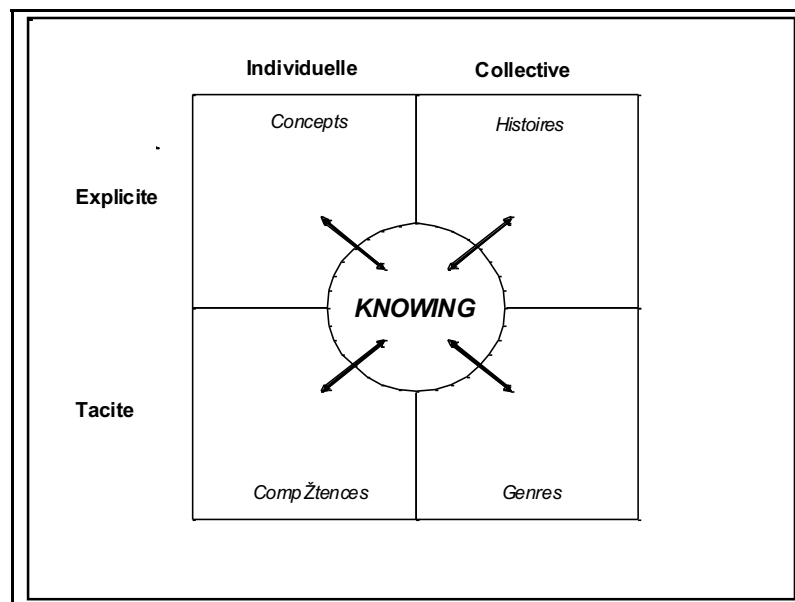 Individuelle Collective
Concepts Histoires
Explicite
KNOWING
Tacite
CompŽtences Genres